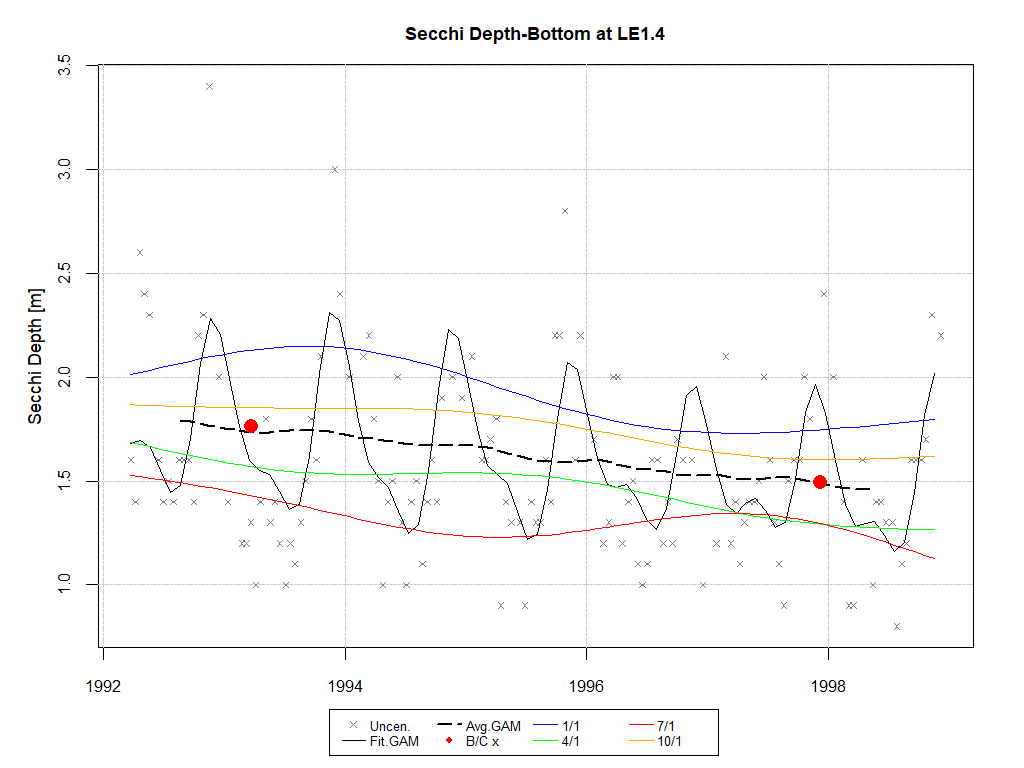 Secchi Depth-Bottom at LE1.4
Secchi Depth [m]
3.5
3.0
2.5
2.0
1.5
1.0
1992 1994 1996 1998
Uncen. Avg.GAM 1/1 7/1
Fit.GAM B/C x 4/1 10/1